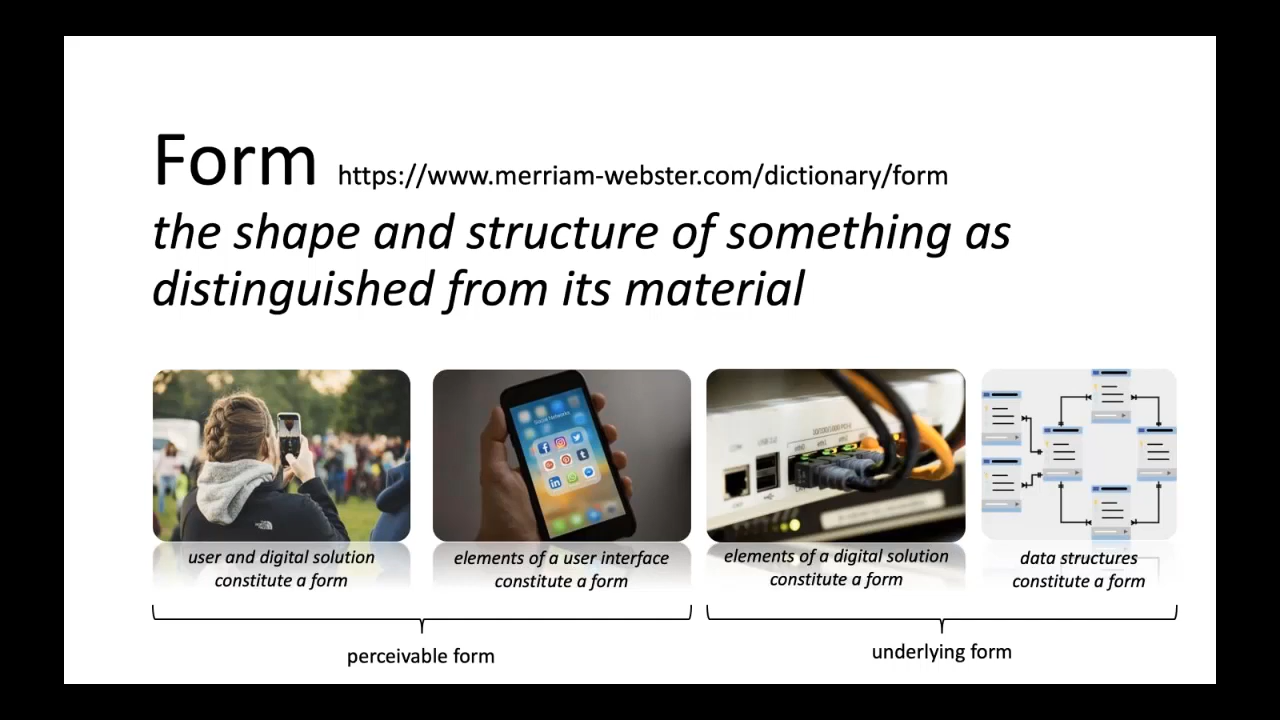 Form https://www.merriam-webster.com/dictionary/form
the shape and structure of something as
distinguished from its material
Social Networks
user and digital solution
constitute a form
elements of a user interface
constitute a form
elements of a digital solution
constitute a form
data structures
constitute a form
perceivable form
underlying form